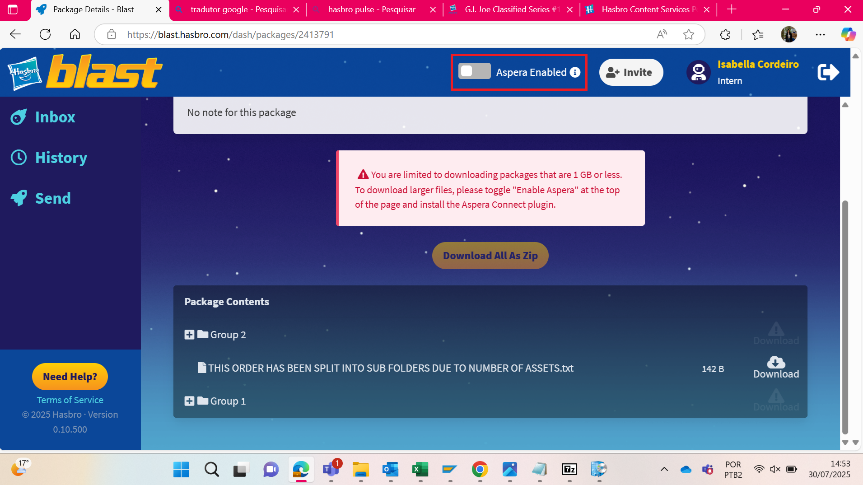 Package Details - Blast
tradutor google - Pesquisa
hasbro pulse - Pesquisar
G.I. Joe Classified Series #1
Hasbro Content Services P
https://blast.hasbro.com/dash/packages/2413791
Hasbro
blast
Aspera Enabled
Invite
Isabella Cordeiro
Intern
Inbox
History
Send
No note for this package
You are limited to downloading packages that are 1 GB or less.
To download larger files, please toggle "Enable Aspera" at the top
of the page and install the Aspera Connect plugin.
Download All As Zip
Package Contents
Group 2
Download
THIS ORDER HAS BEEN SPLIT INTO SUB FOLDERS DUE TO NUMBER OF ASSETS.txt
142 B
Download
Group 1
Download
Need Help?
Terms of Service
© 2025 Hasbro - Version
0.10.500
17°
1
POR
PTB2
14:53
30/07/2025